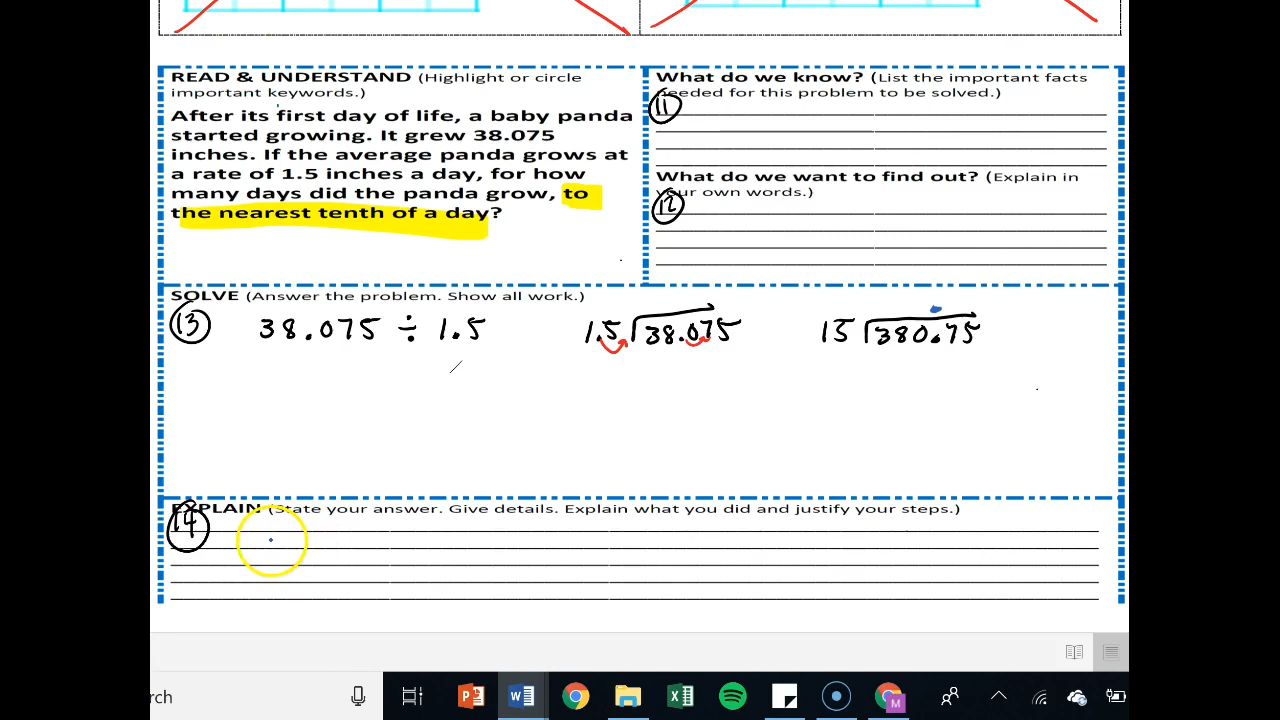 READ & UNDERSTAND (Highlight or circle
important keywords.)
After its first day of life, a baby panda
started growing. It grew 38.075
inches. If the average panda grows at
a rate of 1.5 inches a day, for how
many days did the panda grow, to
the nearest tenth of a day?
What do we know? (List the important facts
needed for this problem to be solved.)
11
What do we want to find out? (Explain in
your own words.)
12
SOLVE (Answer the problem. Show all work.)
13 38.075 ÷ 1.5 1.5 38.075 15 380.75
EXPLAIN (State your answer. Give details. Explain what you did and justify your steps.)
14
rch